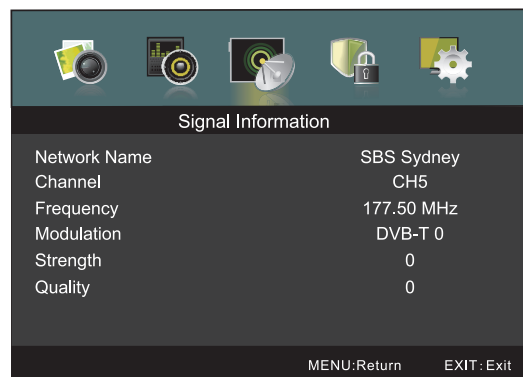 Signal Information
Network Name SBS Sydney
Channel CH5
Frequency 177.50 MHz
Modulation DVB-T 0
Strength 0
Quality 0
MENU:Return EXIT:Exit